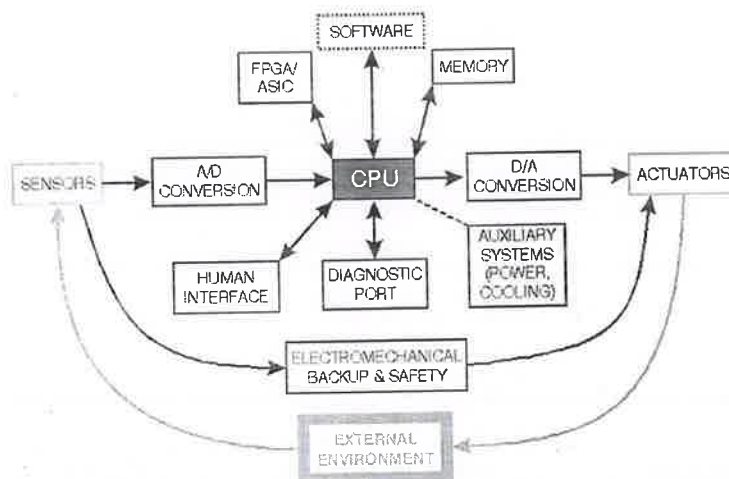 SOFTWARE
FPGA/
ASIC
MEMORY
SENSORS
A/D
CONVERSION
CPU
D/A
CONVERSION
ACTUATORS
HUMAN
INTERFACE
DIAGNOSTIC
PORT
AUXILIARY
SYSTEMS
(POWER,
COOLING)
ELECTROMECHANICAL
BACKUP & SAFETY
EXTERNAL
ENVIRONMENT